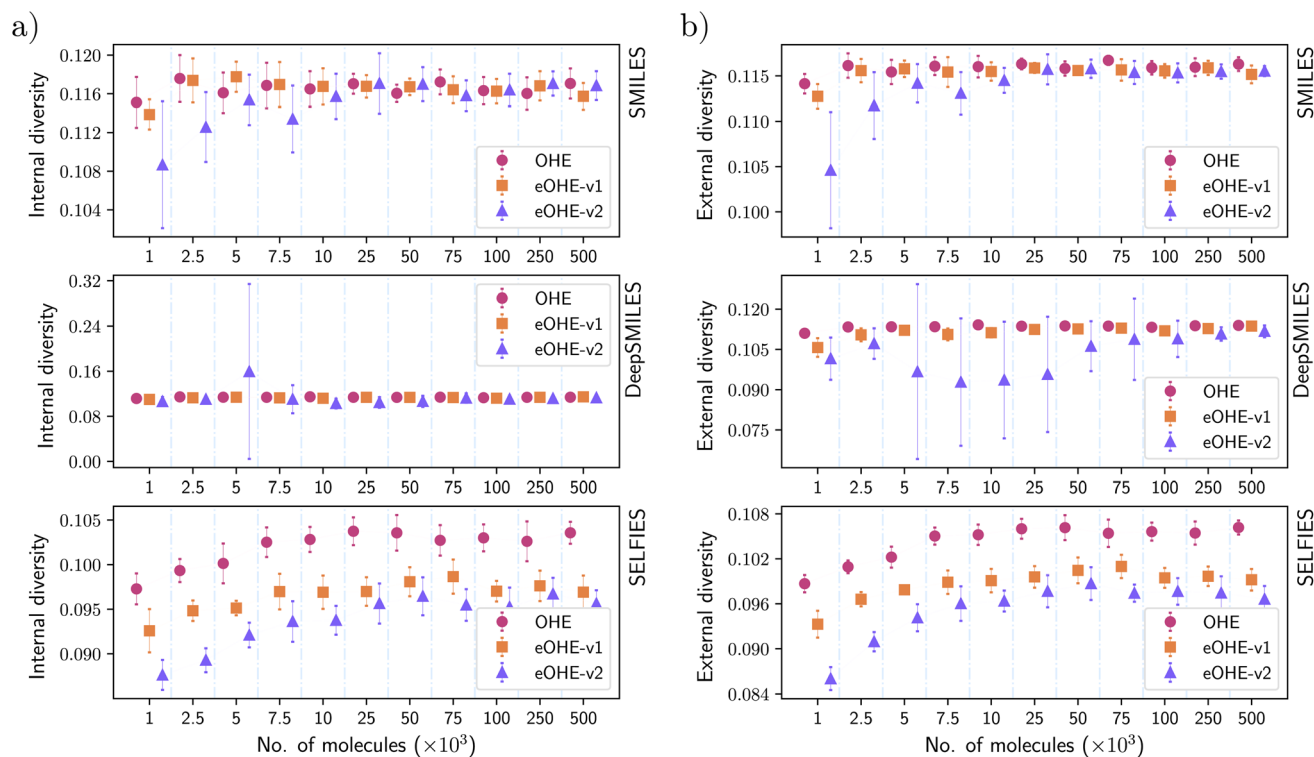 a)
Internal diversity
0.120
0.116
0.112
0.108
0.104
OHE
eOHE-v1
eOHE-v2
SMILES
1 2.5 5 7.5 10 25 50 75 100 250 500
Internal diversity
0.32
0.24
0.16
0.08
0.00
OHE
eOHE-v1
eOHE-v2
DeepSMILES
1 2.5 5 7.5 10 25 50 75 100 250 500
Internal diversity
0.105
0.100
0.095
0.090
OHE
eOHE-v1
eOHE-v2
SELFIES
1 2.5 5 7.5 10 25 50 75 100 250 500
No. of molecules (×10³)
b)
External diversity
0.115
0.110
0.105
0.100
OHE
eOHE-v1
eOHE-v2
SMILES
1 2.5 5 7.5 10 25 50 75 100 250 500
External diversity
0.120
0.105
0.090
0.075
OHE
eOHE-v1
eOHE-v2
DeepSMILES
1 2.5 5 7.5 10 25 50 75 100 250 500
External diversity
0.108
0.102
0.096
0.090
0.084
OHE
eOHE-v1
eOHE-v2
SELFIES
1 2.5 5 7.5 10 25 50 75 100 250 500
No. of molecules (×10³)